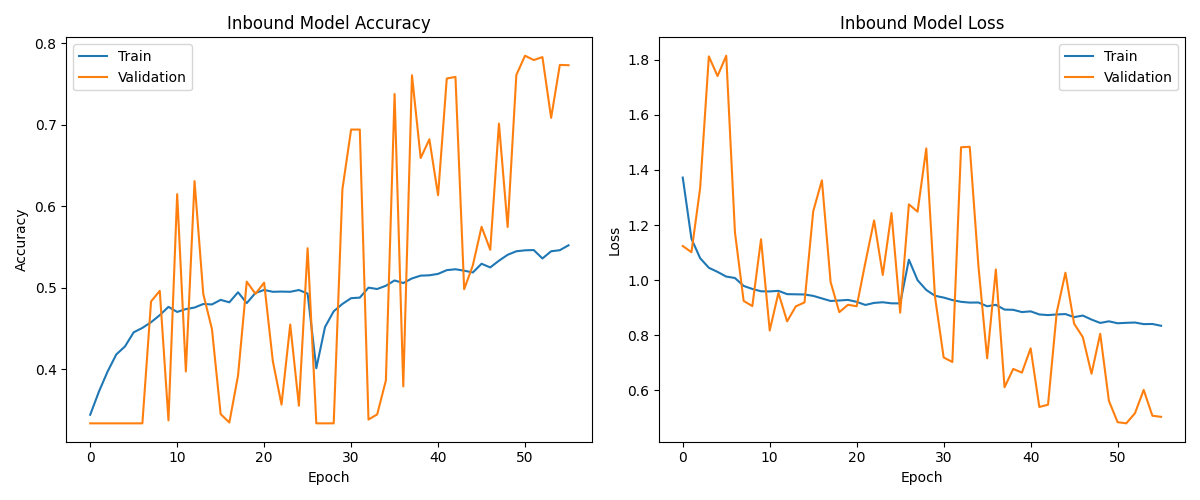 Inbound Model Accuracy
Train
Validation
Accuracy
0.8
0.7
0.6
0.5
0.4
0
10
20
30
40
50
Epoch
Inbound Model Loss
Train
Validation
Loss
1.8
1.6
1.4
1.2
1.0
0.8
0.6
0
10
20
30
40
50
Epoch